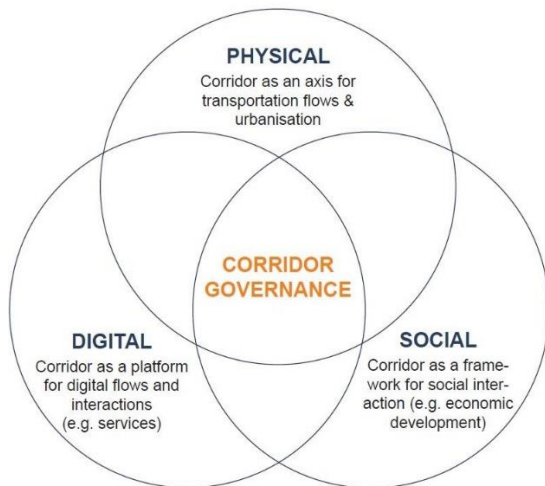 PHYSICAL
Corridor as an axis for
transportation flows &
urbanisation
CORRIDOR
GOVERNANCE
DIGITAL
Corridor as a platform
for digital flows and
interactions
(e.g. services)
SOCIAL
Corridor as a frame-
work for social inter-
action (e.g. economic
development)